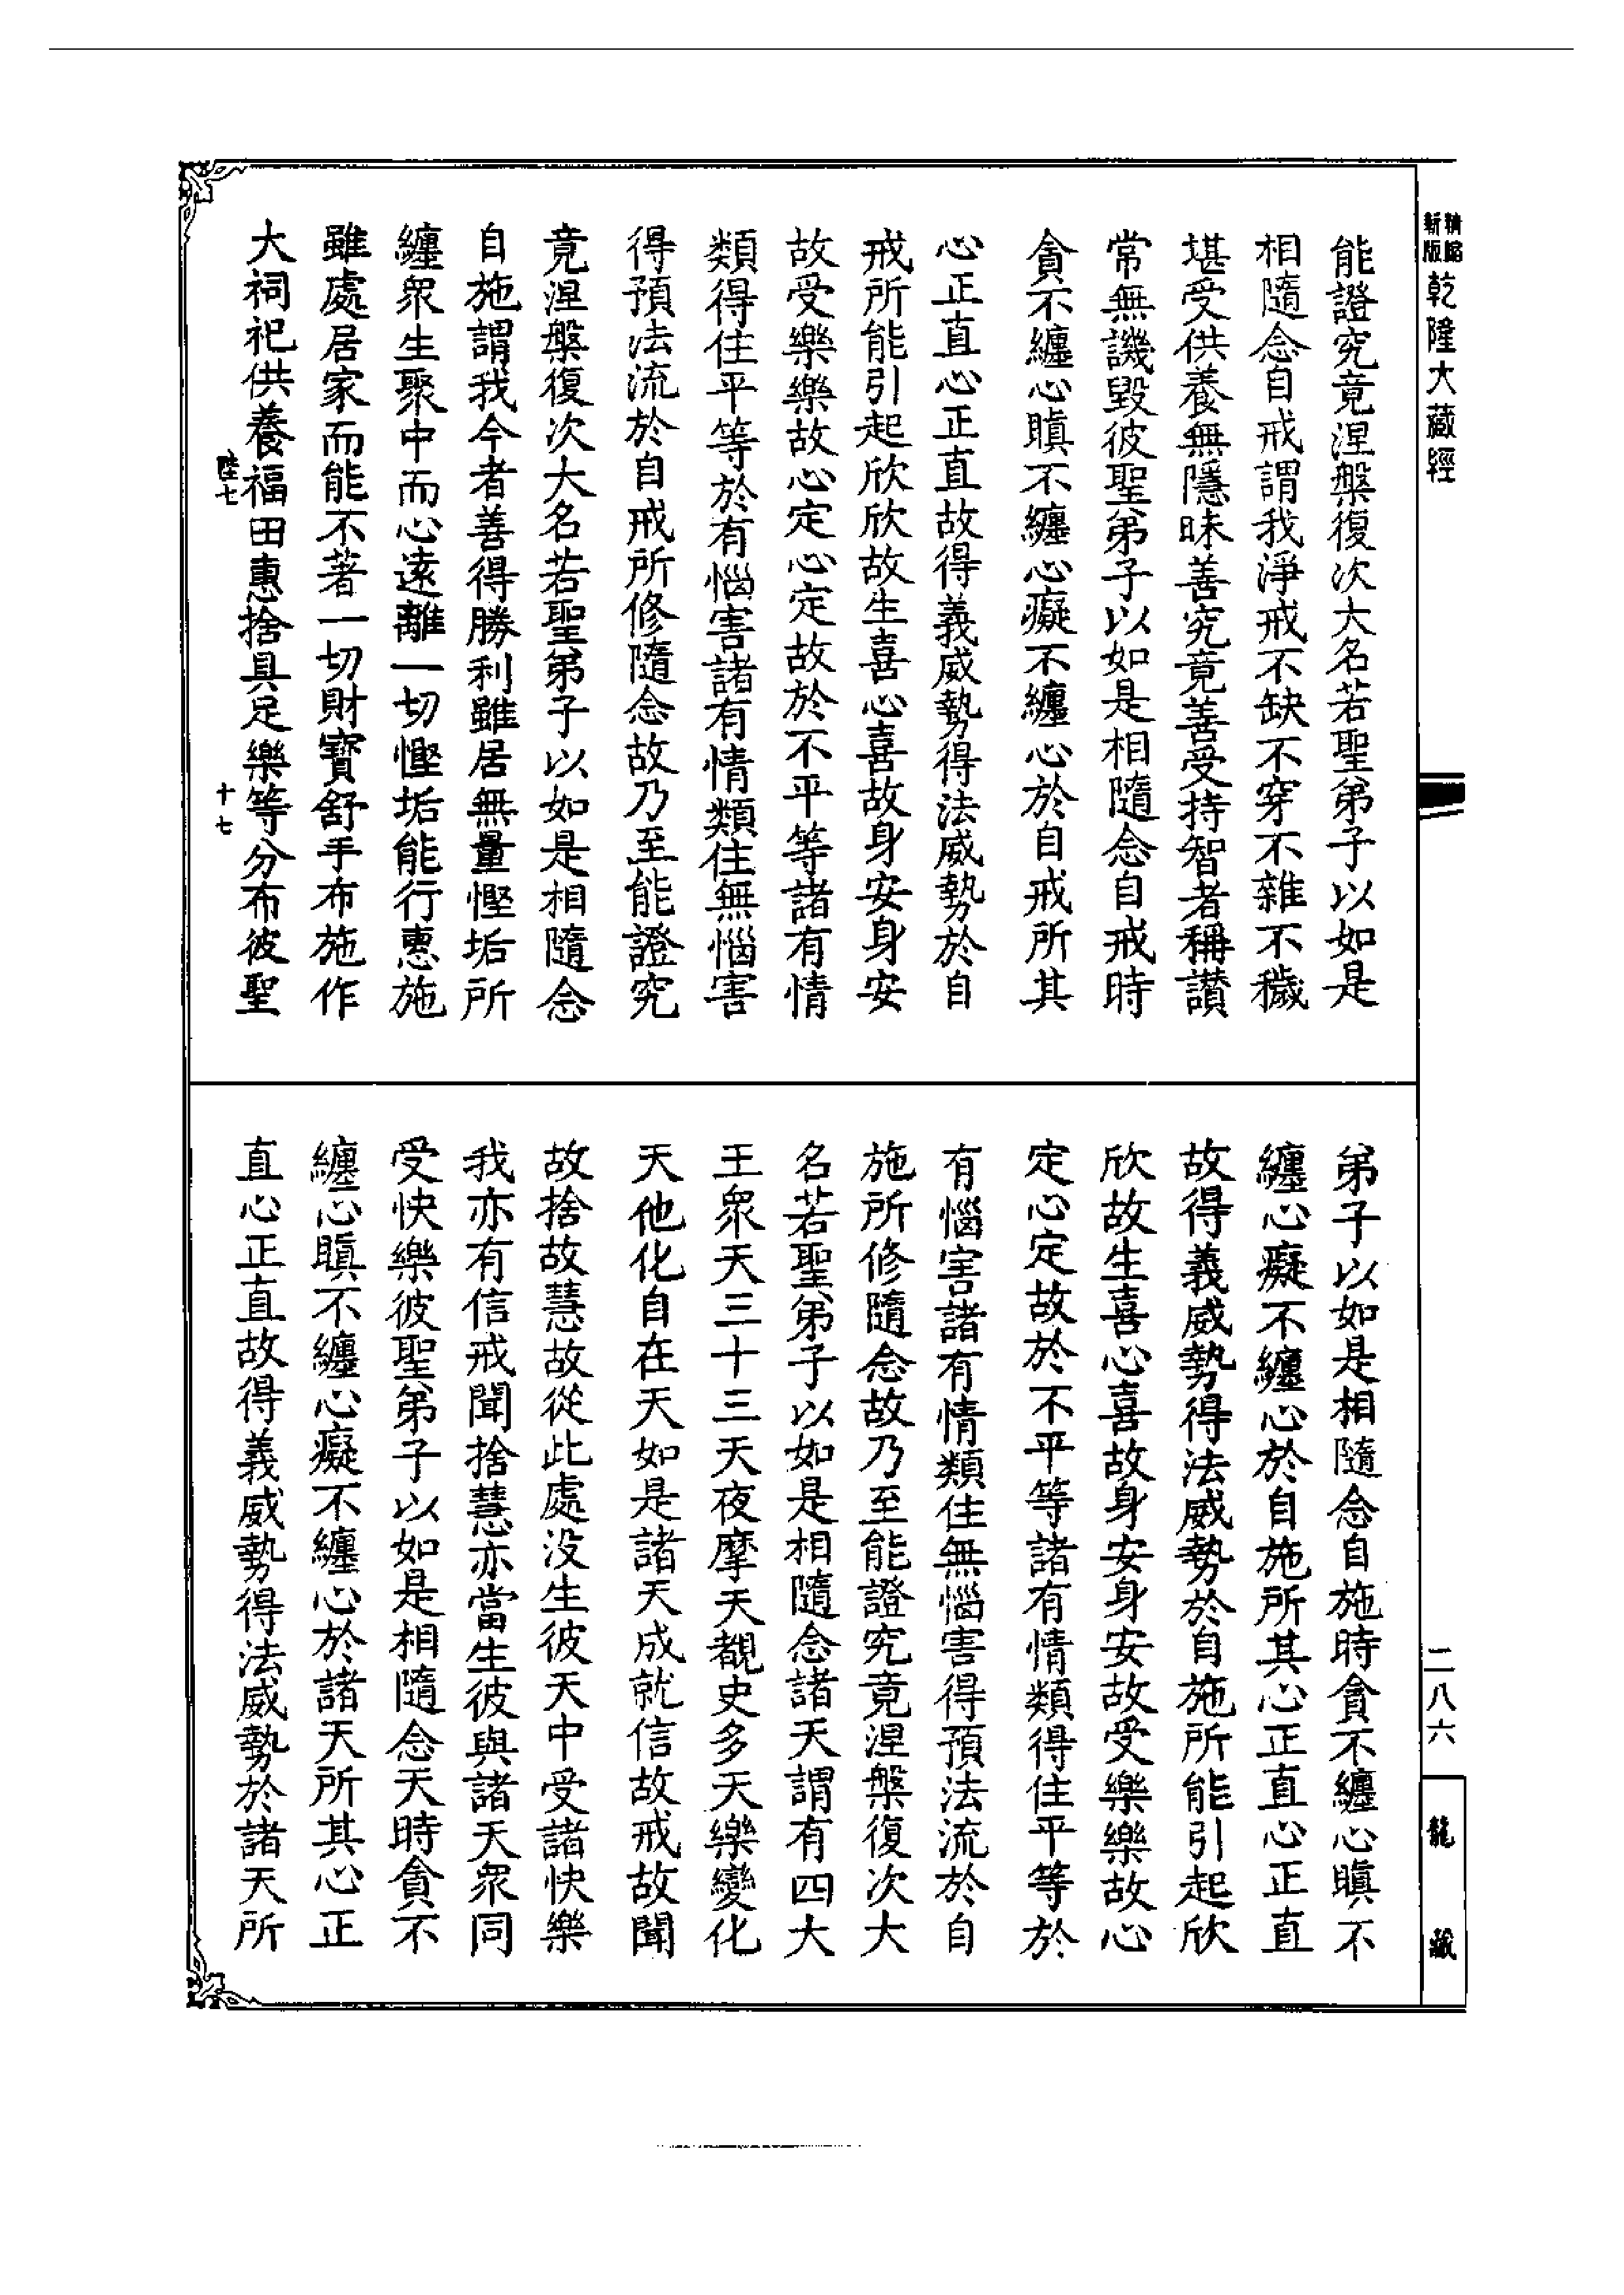 新版精縮乾隆大藏經
能證究竟涅槃復次大名若聖弟子以如是
相隨念自戒謂我淨戒不缺不穿不雜不穢
堪受供養無隱昧善究竟善受持智者稱讚
常無譏毀彼聖弟子以如是相隨念自戒時
貪不纏心瞋不纏心癡不纏心於自戒所其
心正直心正直故得義威勢得法威勢於自
戒所能引起欣欣故生喜心喜故身安身安
故受樂樂故心定心定故於不平等諸有情
類得住平等於有惱害諸有情類住無惱害
得預法流於自戒所修隨念故乃至能證究
竟涅槃復次大名若聖弟子以如是相隨念
自施謂我今者善得勝利雖居無量慳垢所
纏眾生聚中而心遠離一切慳垢能行惠施
雖處居家而能不著一切財寶舒手布施作
大祠祀供養福田惠捨具足樂等分布彼聖
陸七 十七
弟子以如是相隨念自施時貪不纏心瞋不
纏心癡不纏心於自施所其心正直心正直
故得義威勢得法威勢於自施所能引起欣
欣故生喜心喜故身安身安故受樂樂故心
定心定故於不平等諸有情類得住平等於
有惱害諸有情類住無惱害得預法流於自
施所修隨念故乃至能證究竟涅槃復次大
名若聖弟子以如是相隨念諸天謂有四大
王眾天三十三天夜摩天覩史多天樂變化
天他化自在天如是諸天成就信故戒故聞
故捨故慧故從此處沒生彼天中受諸快樂
我亦有信戒聞捨慧亦當生彼與諸天眾同
受快樂彼聖弟子以如是相隨念天時貪不
纏心瞋不纏心癡不纏心於諸天所其心正
直心正直故得義威勢得法威勢於諸天所
二八六
龍藏